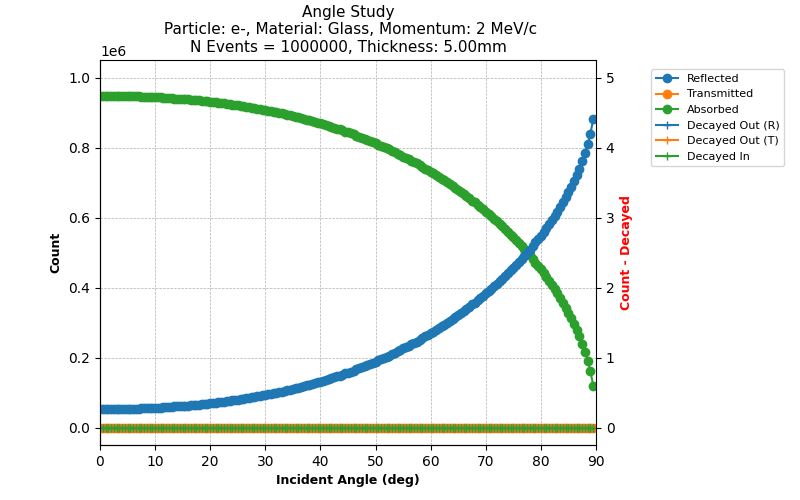 Angle Study
Particle: e-, Material: Glass, Momentum: 2 MeV/c
N Events = 1000000, Thickness: 5.00mm
1e6
1.0
0.8
0.6
0.4
0.2
0.0
Count
0 10 20 30 40 50 60 70 80 90
Incident Angle (deg)
5
4
3
2
1
0
Count - Decayed
Reflected
Transmitted
Absorbed
Decayed Out (R)
Decayed Out (T)
Decayed In